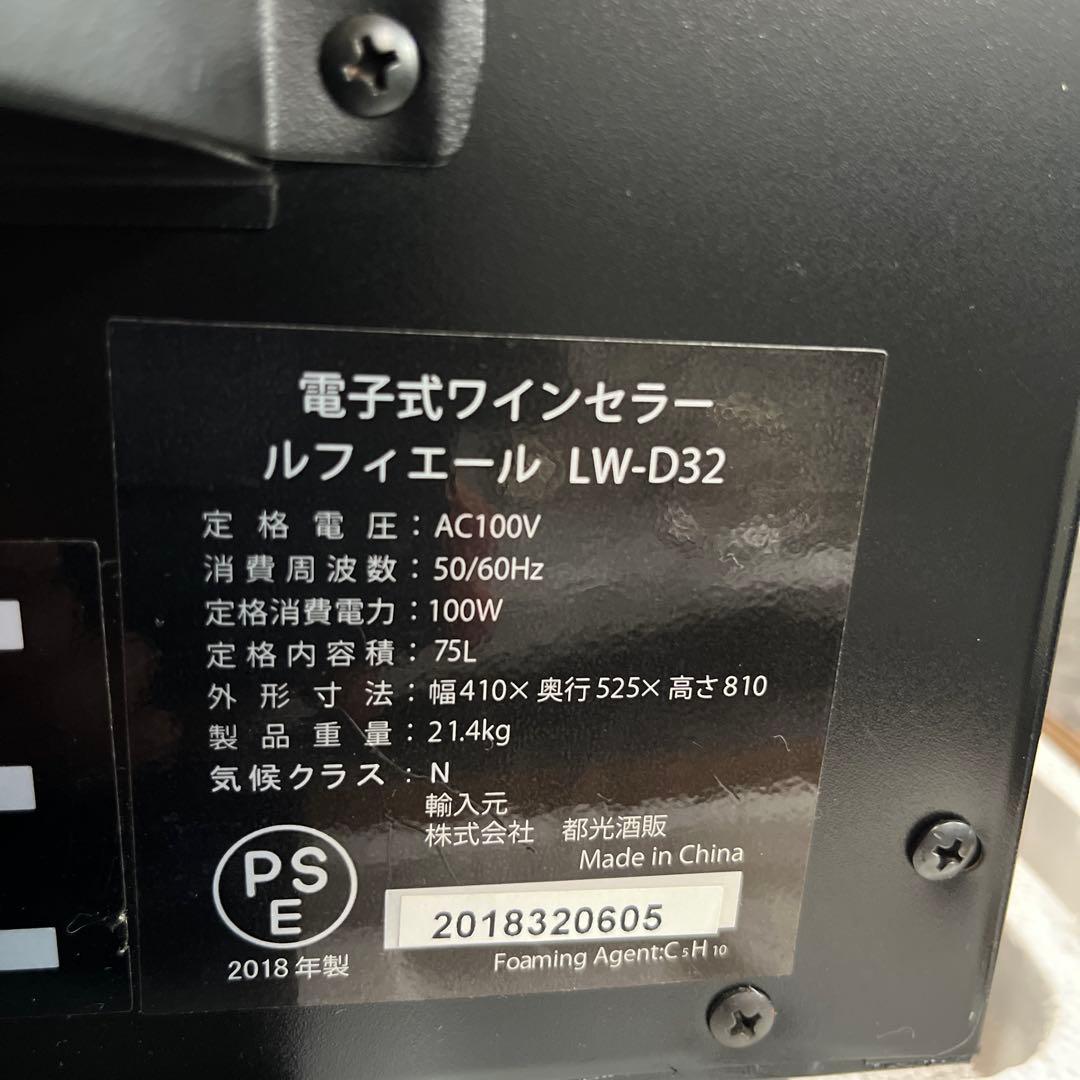 電子式ワインセラー
ルフィエール LW-D32
定格電圧：AC100V
消費周波数：50/60Hz
定格消費電力：100W
定格内容積：75L
外形寸法：幅410×奥行525×高さ810
製品重量：21.4kg
気候クラス：N
輸入元
株式会社 都光酒販
Made in China
PS
E
2018320605
2018年製
Foaming Agent:C5H10